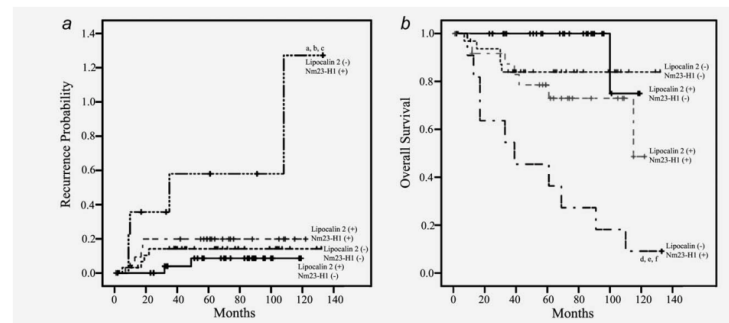 a
Recurrence Probability
1.4
1.2
1.0
0.8
0.6
0.4
0.2
0.0
a, b, c
Lipocalin 2 (-)
Nm23-H1 (+)
Lipocalin 2 (+)
Nm23-H1 (+)
Lipocalin 2 (-)
Nm23-H1 (-)
Lipocalin 2 (+)
Nm23-H1 (-)
0 20 40 60 80 100 120 140
Months
b
Overall Survival
1.0
0.8
0.6
0.4
0.2
0.0
Lipocalin 2 (-)
Nm23-H1 (-)
Lipocalin 2 (+)
Nm23-H1 (-)
Lipocalin 2 (+)
Nm23-H1 (+)
Lipocalin (-)
Nm23-H1 (+)
d, e, f
0 20 40 60 80 100 120 140
Months